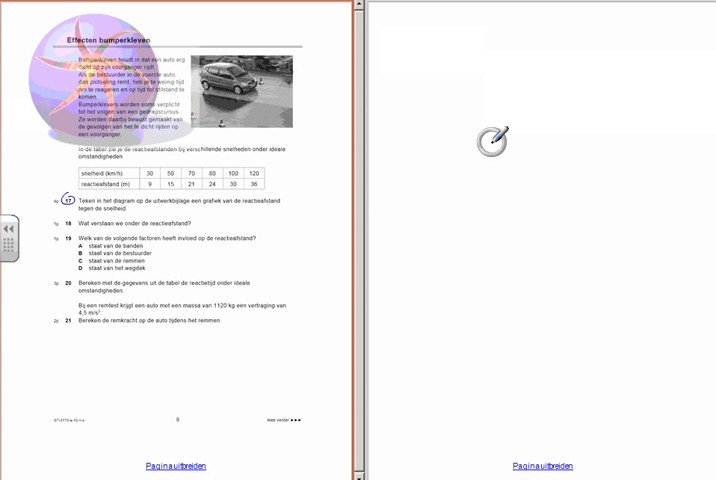 Effecten bumperkleven
Bumperkleven houdt in dat een auto erg
dicht op zijn voorganger rijdt.
Als de bestuurder in de voorste auto
dan plotseling remt, heb je te weinig tijd
om te reageren en op tijd tot stilstand te
komen.
Bumperklevers worden soms verplicht
tot het volgen van een gedragscursus.
Ze worden daarbij bewust gemaakt van
de gevolgen van het te dicht rijden op
een voorganger.
In de tabel zie je de reactieafstanden bij verschillende snelheden onder ideale
omstandigheden.
snelheid (km/h) 30 50 70 80 100 120
reactieafstand (m) 9 15 21 24 30 36
4p 17 Teken in het diagram op de uitwerkbijlage een grafiek van de reactieafstand
tegen de snelheid.
1p 18 Wat verstaan we onder de reactieafstand?
1p 19 Welk van de volgende factoren heeft invloed op de reactieafstand?
A staat van de banden
B staat van de bestuurder
C staat van de remmen
D staat van het wegdek
20 Bereken met de gegevens uit de tabel de reactietijd onder ideale
omstandigheden.
Bij een remtest krijgt een auto met een massa van 1120 kg een vertraging van
4,5 m/s².
2p 21 Bereken de remkracht op de auto tijdens het remmen.
8
lees verder ►►►
Pagina uitbreiden
Pagina uitbreiden